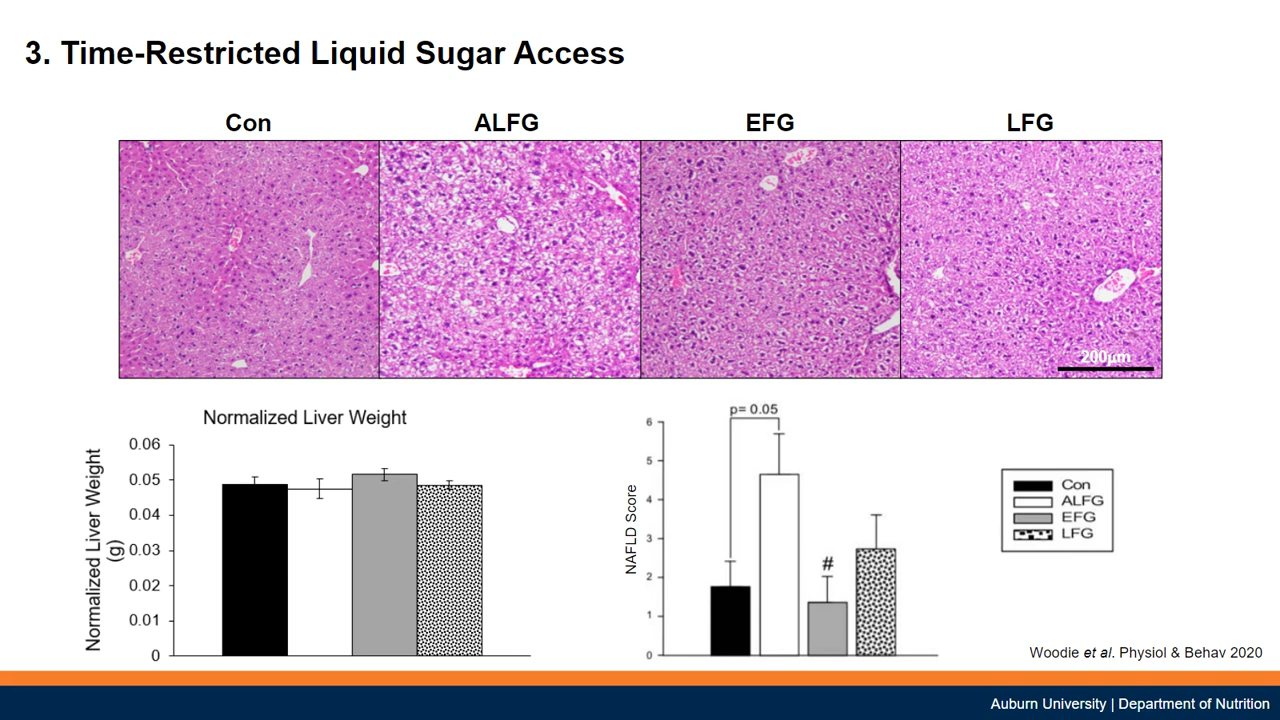 3. Time-Restricted Liquid Sugar Access
Con
ALFG
EFG
LFG
200μm
Normalized Liver Weight
Normalized Liver Weight
(g)
0.06
0.05
0.04
0.03
0.02
0.01
0
p= 0.05
NAFLD Score
6
5
4
3
2
1
0
#
Con
ALFG
EFG
LFG
Woodie et al. Physiol & Behav 2020
Auburn University | Department of Nutrition